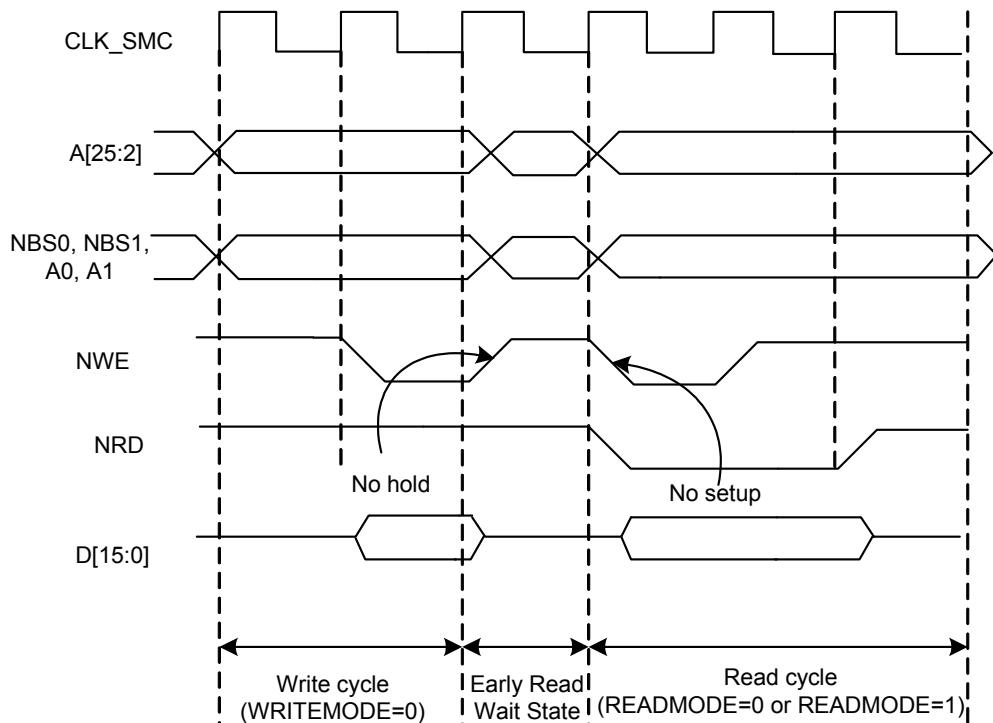 CLK_SMC
A[25:2]
NBS0, NBS1,
A0, A1
NWE
NRD
No hold
No setup
D[15:0]
Write cycle
(WRITEMODE=0)
Early Read
Wait State
Read cycle
(READMODE=0 or READMODE=1)